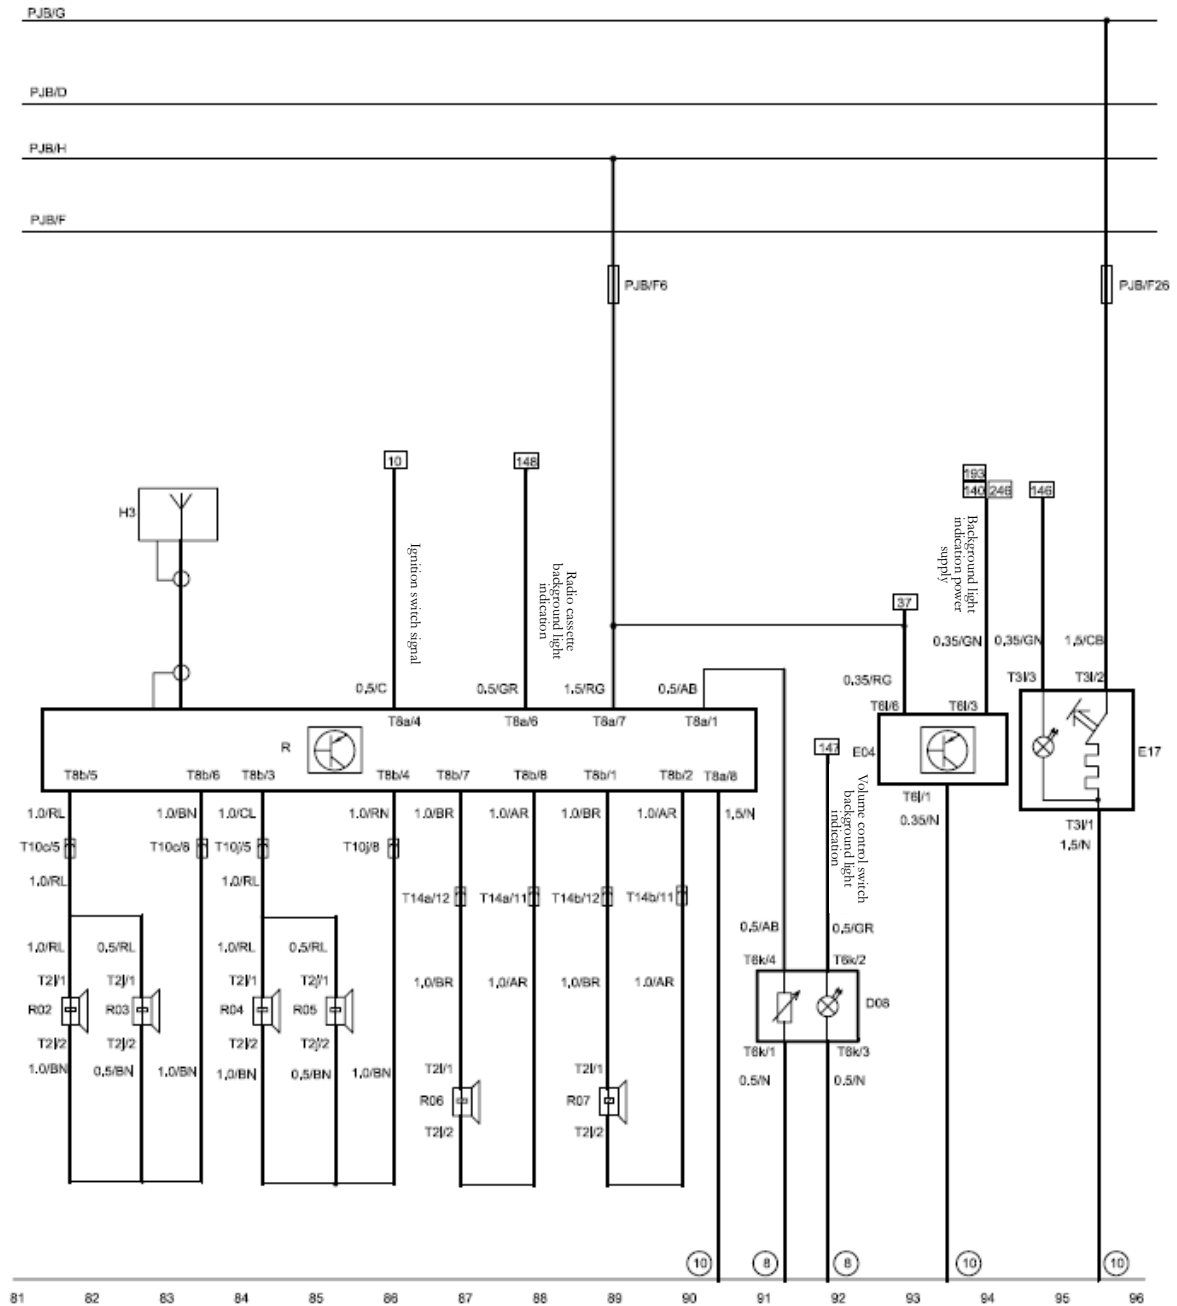 PJB/G
PJB/D
PJB/H
PJB/F
PJB/F6
PJB/F26
10
148
193
140 246
146
H3
Ignition switch signal
Radio cassette
background light
indication
Background light
indication power
supply
37
0,35/GN
0,35/GN
1,5/CB
0,5/C
0,5/GR
1.5/RG
0.5/AB
0.35/RG
T3l/3
T3l/2
T8a/4
T8a/6
T8a/7
T8a/1
T6l/6
T6l/3
R
147
E04
E17
T8b/5
T8b/6
T8b/3
T8b/4
T8b/7
T8b/8
T8b/1
T8b/2
T8a/8
T6l/1
Volume control switch
background light
indication
1.0/RL
1.0/BN
1.0/CL
1.0/RN
1.0/BR
1.0/AR
1.0/BR
1.0/AR
1,5/N
0.35/N
T3l/1
1.5/N
T10c/5
T10c/6
T10j/5
T10j/8
1.0/RL
1.0/RL
T14a/12
T14a/11
T14b/12
T14b/11
0,5/AB
0,5/GR
1.0/RL
0,5/RL
1.0/RL
0.5/RL
T6k/4
T6k/2
T2l/1
T2j/1
T2l/1
T2j/1
1,0/BR
1.0/AR
1.0/BR
1.0/AR
R02
R03
R04
R05
D08
T2l/2
T2j/2
T2l/2
T2j/2
T6k/1
T6k/3
1.0/BN
0,5/BN
1.0/BN
1,0/BN
0,5/BN
1,0/BN
T2l/1
T2l/1
0.5/N
0.5/N
R06
R07
T2l/2
T2l/2
10
8
8
10
10
81 82 83 84 85 86 87 88 89 90 91 92 93 94 95 96